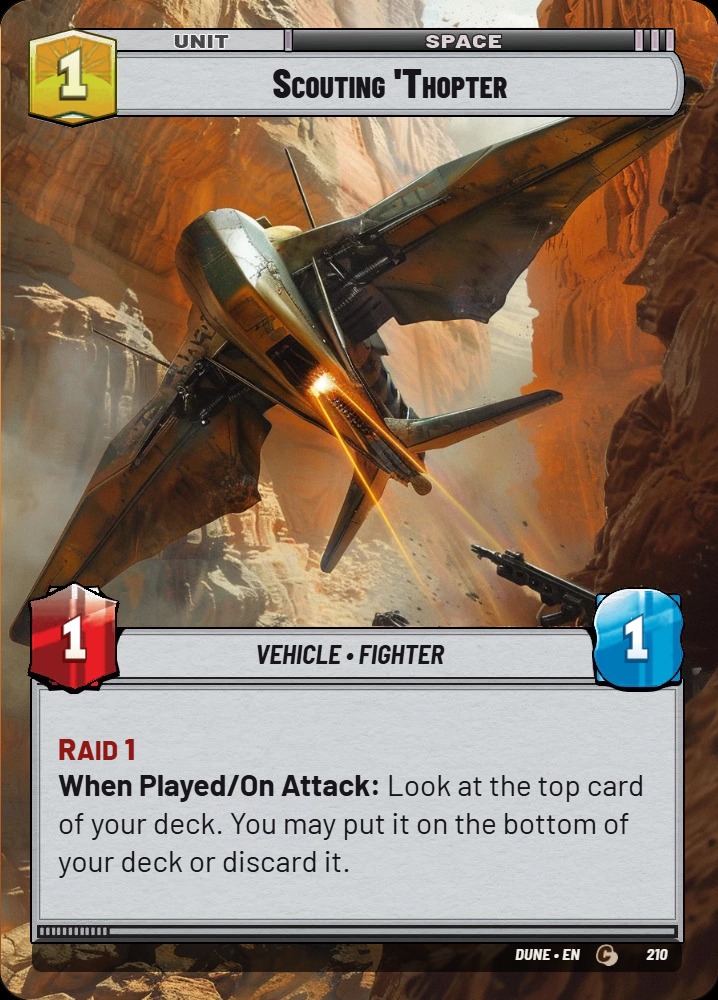 UNIT
SPACE
1
Scouting 'Thopter
1
VEHICLE • FIGHTER
1
RAID 1
When Played/On Attack: Look at the top card
of your deck. You may put it on the bottom of
your deck or discard it.
DUNE • EN C 210